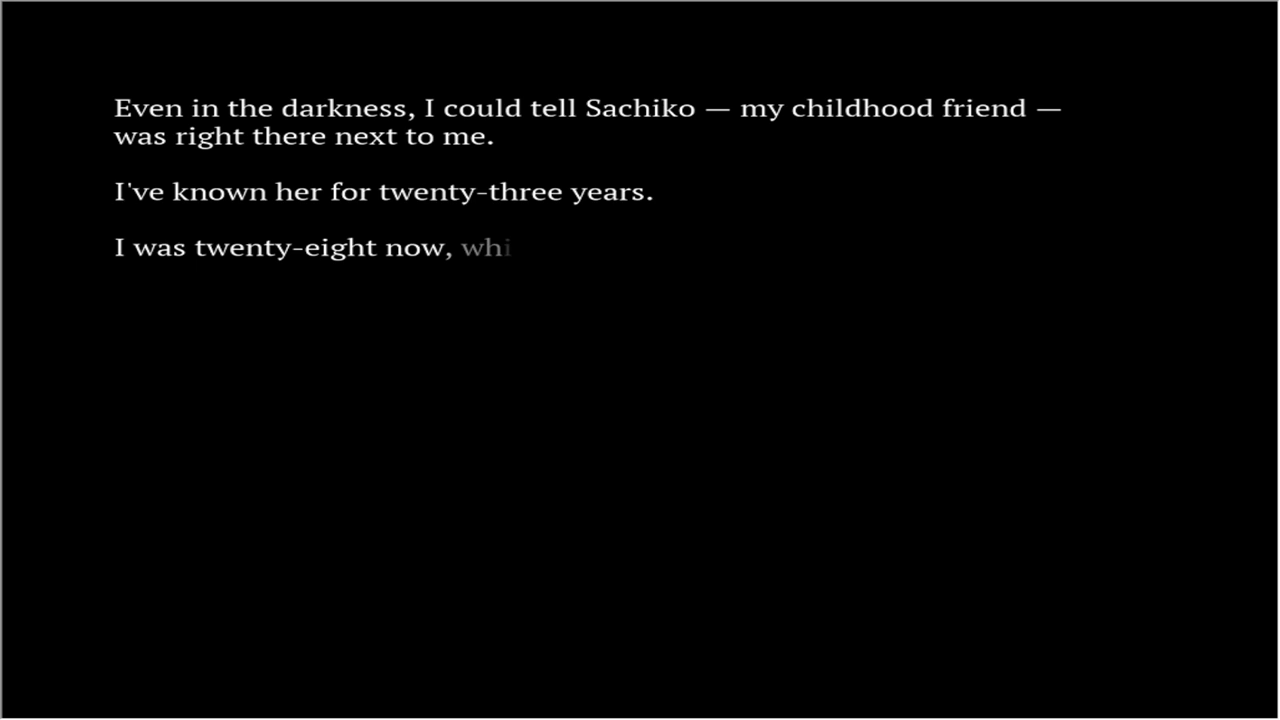 Even in the darkness, I could tell Sachiko — my childhood friend —
was right there next to me.
I've known her for twenty-three years.
I was twenty-eight now, whi